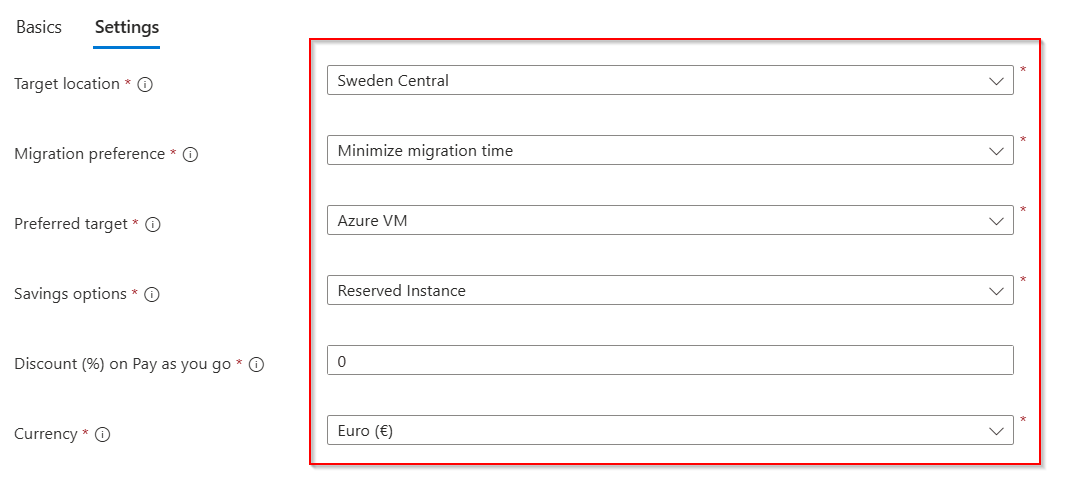 Basics Settings
Target location * Sweden Central *
Migration preference * Minimize migration time *
Preferred target * Azure VM *
Savings options * Reserved Instance *
Discount (%) on Pay as you go * 0
Currency * Euro (€) *